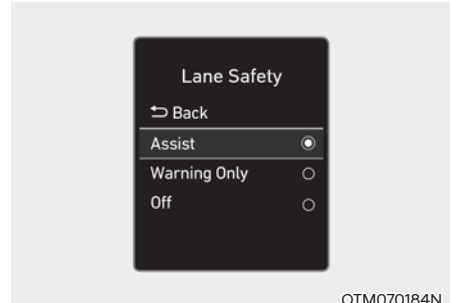 Lane Safety
⮌ Back
Assist
Warning Only
Off
OTM070184N